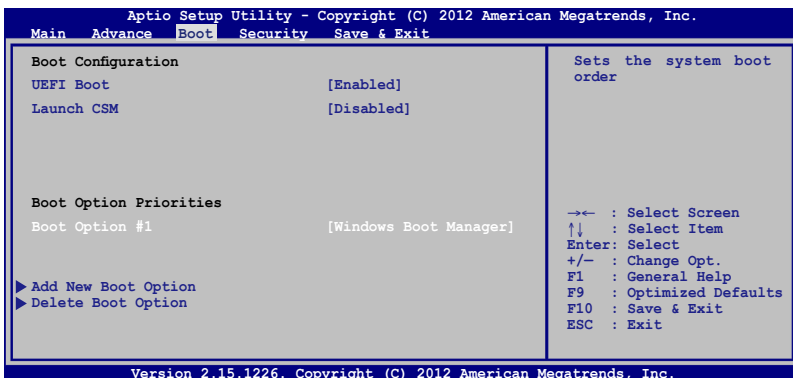 Aptio Setup Utility - Copyright (C) 2012 American Megatrends, Inc.
Main Advance Boot Security Save & Exit
Boot Configuration
UEFI Boot [Enabled]
Launch CSM [Disabled]
Boot Option Priorities
Boot Option #1 [Windows Boot Manager]
Add New Boot Option
Delete Boot Option
Sets the system boot
order
→← : Select Screen
↑↓ : Select Item
Enter: Select
+/— : Change Opt.
F1 : General Help
F9 : Optimized Defaults
F10 : Save & Exit
ESC : Exit
Version 2.15.1226. Copyright (C) 2012 American Megatrends, Inc.